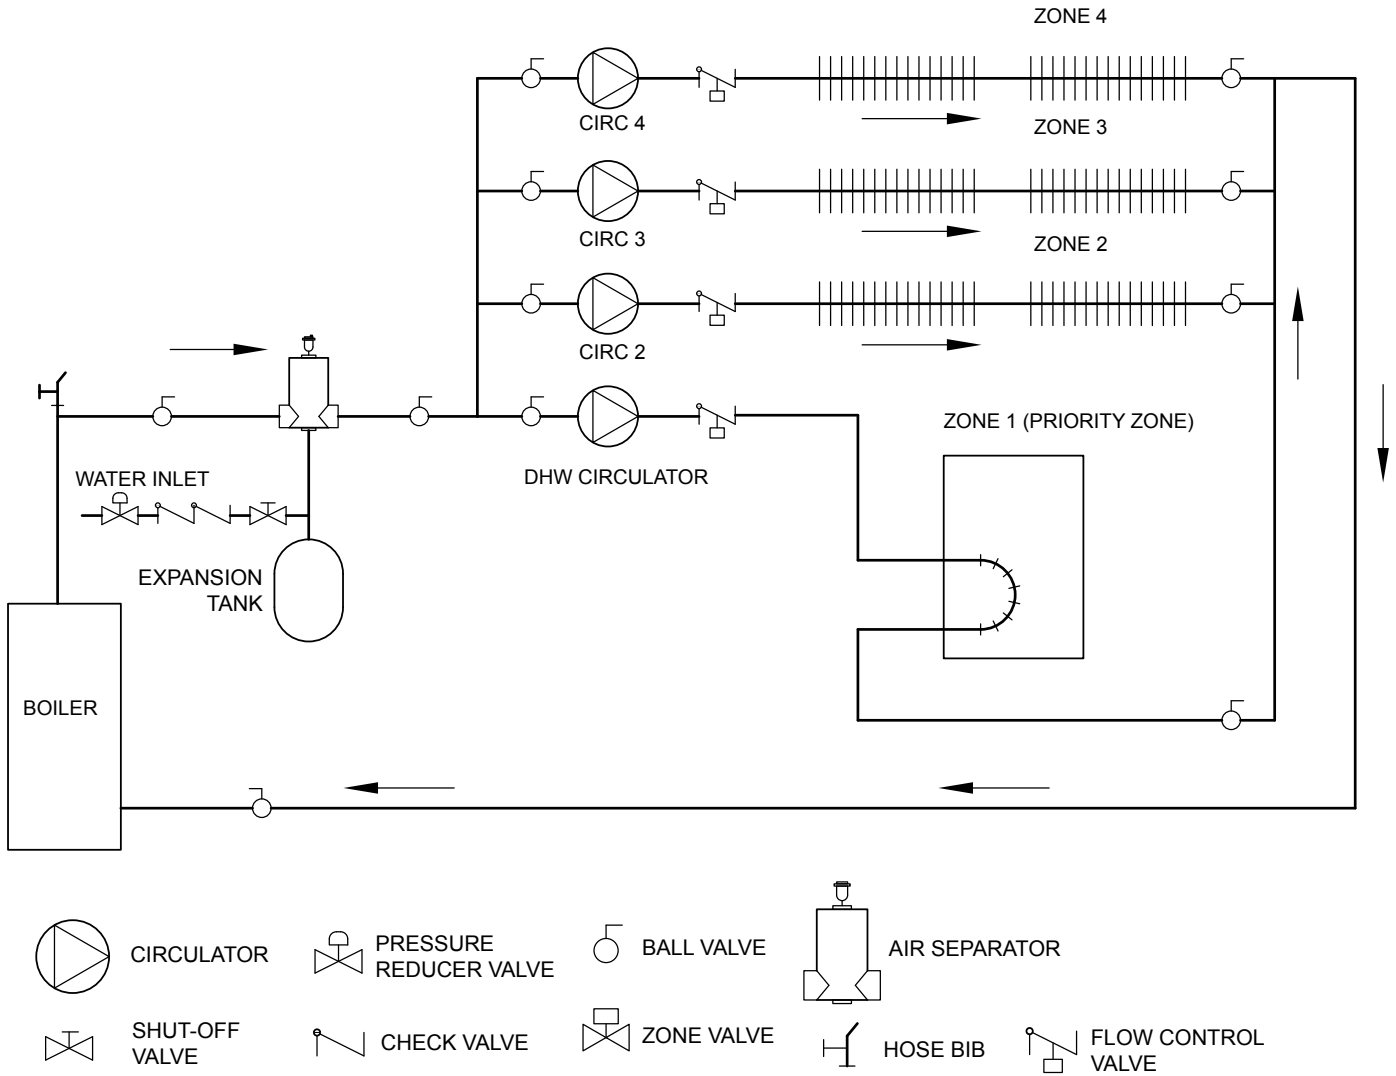 ZONE 4
CIRC 4
ZONE 3
CIRC 3
ZONE 2
CIRC 2
ZONE 1 (PRIORITY ZONE)
DHW CIRCULATOR
WATER INLET
EXPANSION
TANK
BOILER
CIRCULATOR
PRESSURE
REDUCER VALVE
BALL VALVE
AIR SEPARATOR
SHUT-OFF
VALVE
CHECK VALVE
ZONE VALVE
HOSE BIB
FLOW CONTROL
VALVE